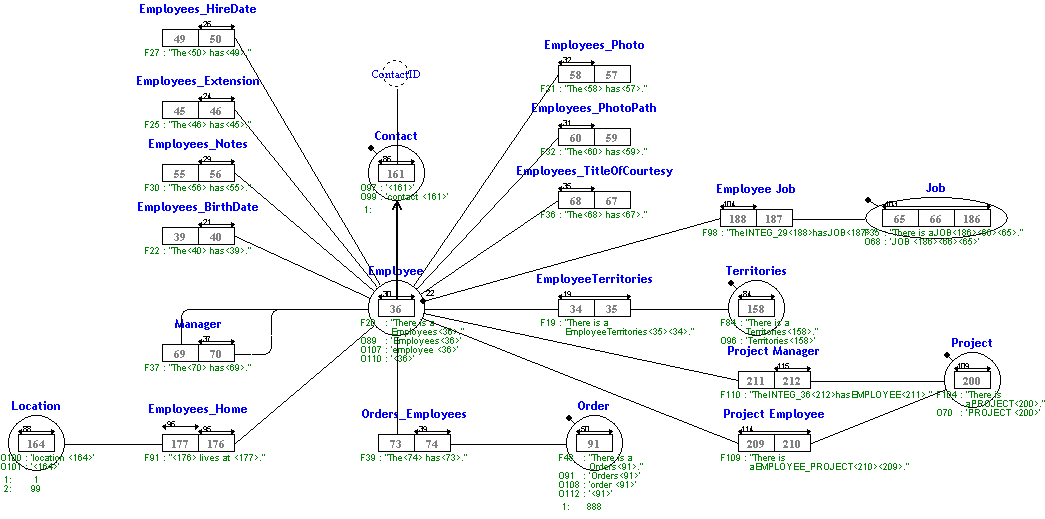 Employees_HireDate
26
49 50
F27 : "The<50> has<49>."
Employees_Extension
24
45 46
F25 : "The<46> has<45>."
Employees_Notes
29
55 56
F30 : "The<56> has<55>."
Employees_BirthDate
21
39 40
F22 : "The<40> has<39>."
Manager
37
69 70
F37 : "The<70> has<69>."
Location
88
164
O100 : 'location <164>'
O101 : '<164>'
1: 1
2: 99
Employees_Home
96 95
177 176
F91 : "<176> lives at <177>."
ContactID
Contact
86
161
O97 : '<161>'
O99 : 'contact <161>'
1:
Employee
30
22
36
F20 : "There is a
Employees<36>."
O89 : 'Employees<36>'
O107 : 'employee <36>'
O110 : '<36>'
Orders_Employees
39
73 74
F39 : "The<74> has<73>."
Order
50
91
"There is a
Orders<91>."
O91 : 'Orders<91>'
O108 : 'order <91>'
O112 : '<91>'
1: 888
Employees_Photo
32
58 57
F31 : "The<58> has<57>."
Employees_PhotoPath
31
60 59
F32 : "The<60> has<59>."
Employees_TitleOfCourtesy
35
68 67
F36 : "The<68> has<67>."
Employee Job
104
188 187
F98 : "TheINTEG_29<188>hasJOB<187
Job
103
65 66 186
"There is aJOB<186><66><65>."
O68 : 'JOB <186><66><65>'
EmployeeTerritories
19
34 35
F19 : "There is a
EmployeeTerritories<35><34>."
Territories
84
158
F84 : "There is a
Territories<158>."
O96 : 'Territories<158>'
Project Manager
115
211 212
F110 : "TheINTEG_36<212>hasEMPLOYEE<211>."
Project
109
200
F104 : "There is
aPROJECT<200>."
O70 : 'PROJECT <200>'
Project Employee
114
209 210
F109 : "There is
aEMPLOYEE_PROJECT<210><209>."